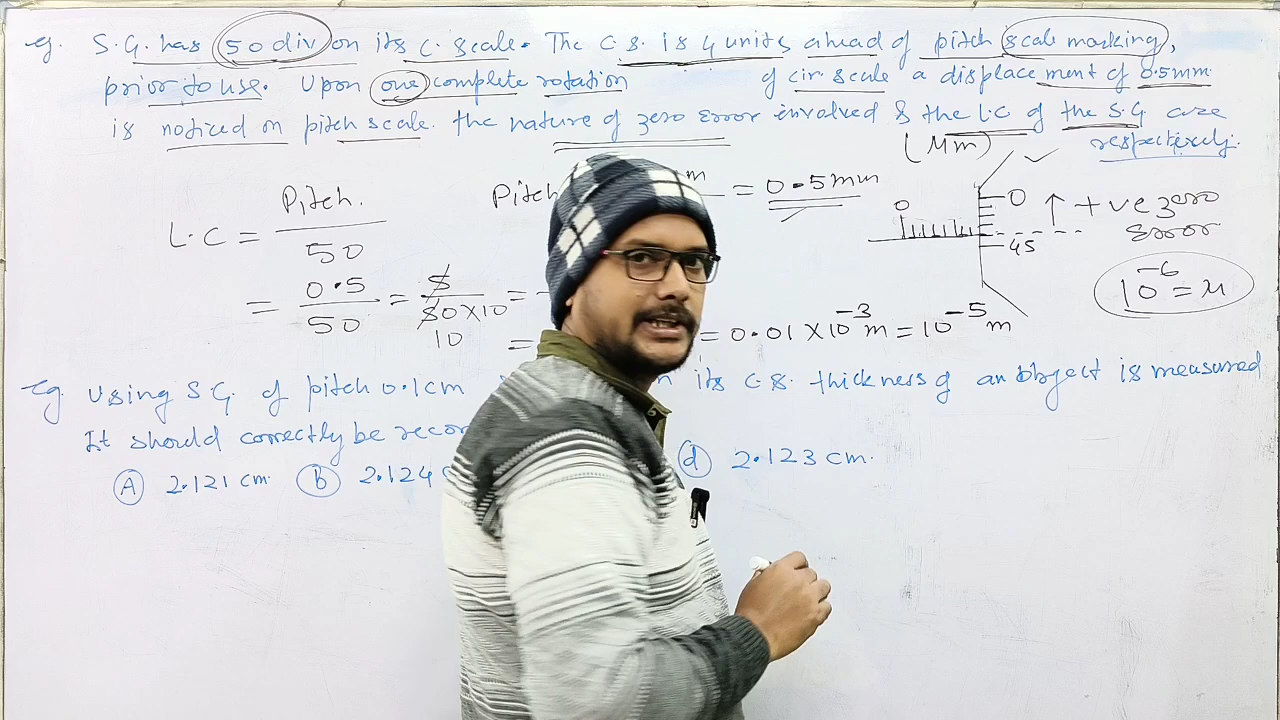 eg. S.G. has 50 div on its C. scale. The C.S. is 4 units ahead of pitch scale marking,
prior to use. Upon one complete rotation of cir. scale a displacement of 0.5mm
is noticed on pitch scale. the nature of zero error involved & the L.C of the S.G are
respectively.
(μm)
Pitch.
L.C = 50
Pitch m = 0.5mm
0 0 ↑ +ve zero
45 error
= 0.5 = 5 =
50 50×10
10
=
= 0.01 × 10⁻³m = 10⁻⁵m
10⁻⁶ = μ
eg Using S.G. of pitch 0.1cm n its C.S. thickness of an object is measured
It should correctly be
(A) 2.121 cm (b) 2.124 (d) 2.123 cm.